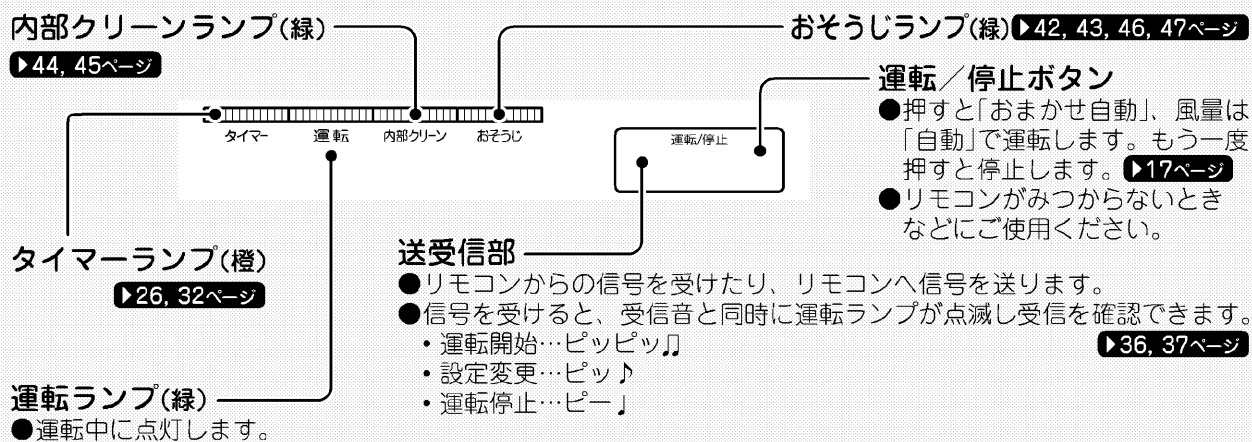 内部クリーンランプ(緑)
▶44, 45ページ
おそうじランプ(緑)▶42, 43, 46, 47ページ
運転／停止ボタン
●押すと「おまかせ自動」、風量は
「自動」で運転します。もう一度
押すと停止します。▶17ページ
●リモコンがみつからないとき
などにご使用ください。
タイマー 運転 内部クリーン おそうじ
運転/停止
タイマーランプ(橙)
▶26, 32ページ
送受信部
●リモコンからの信号を受けたり、リモコンへ信号を送ります。
●信号を受けると、受信音と同時に運転ランプが点滅し受信を確認できます。
▶36, 37ページ
・運転開始…ピッピッ♫
・設定変更…ピッ♪
・運転停止…ピー♩
運転ランプ(緑)
●運転中に点灯します。